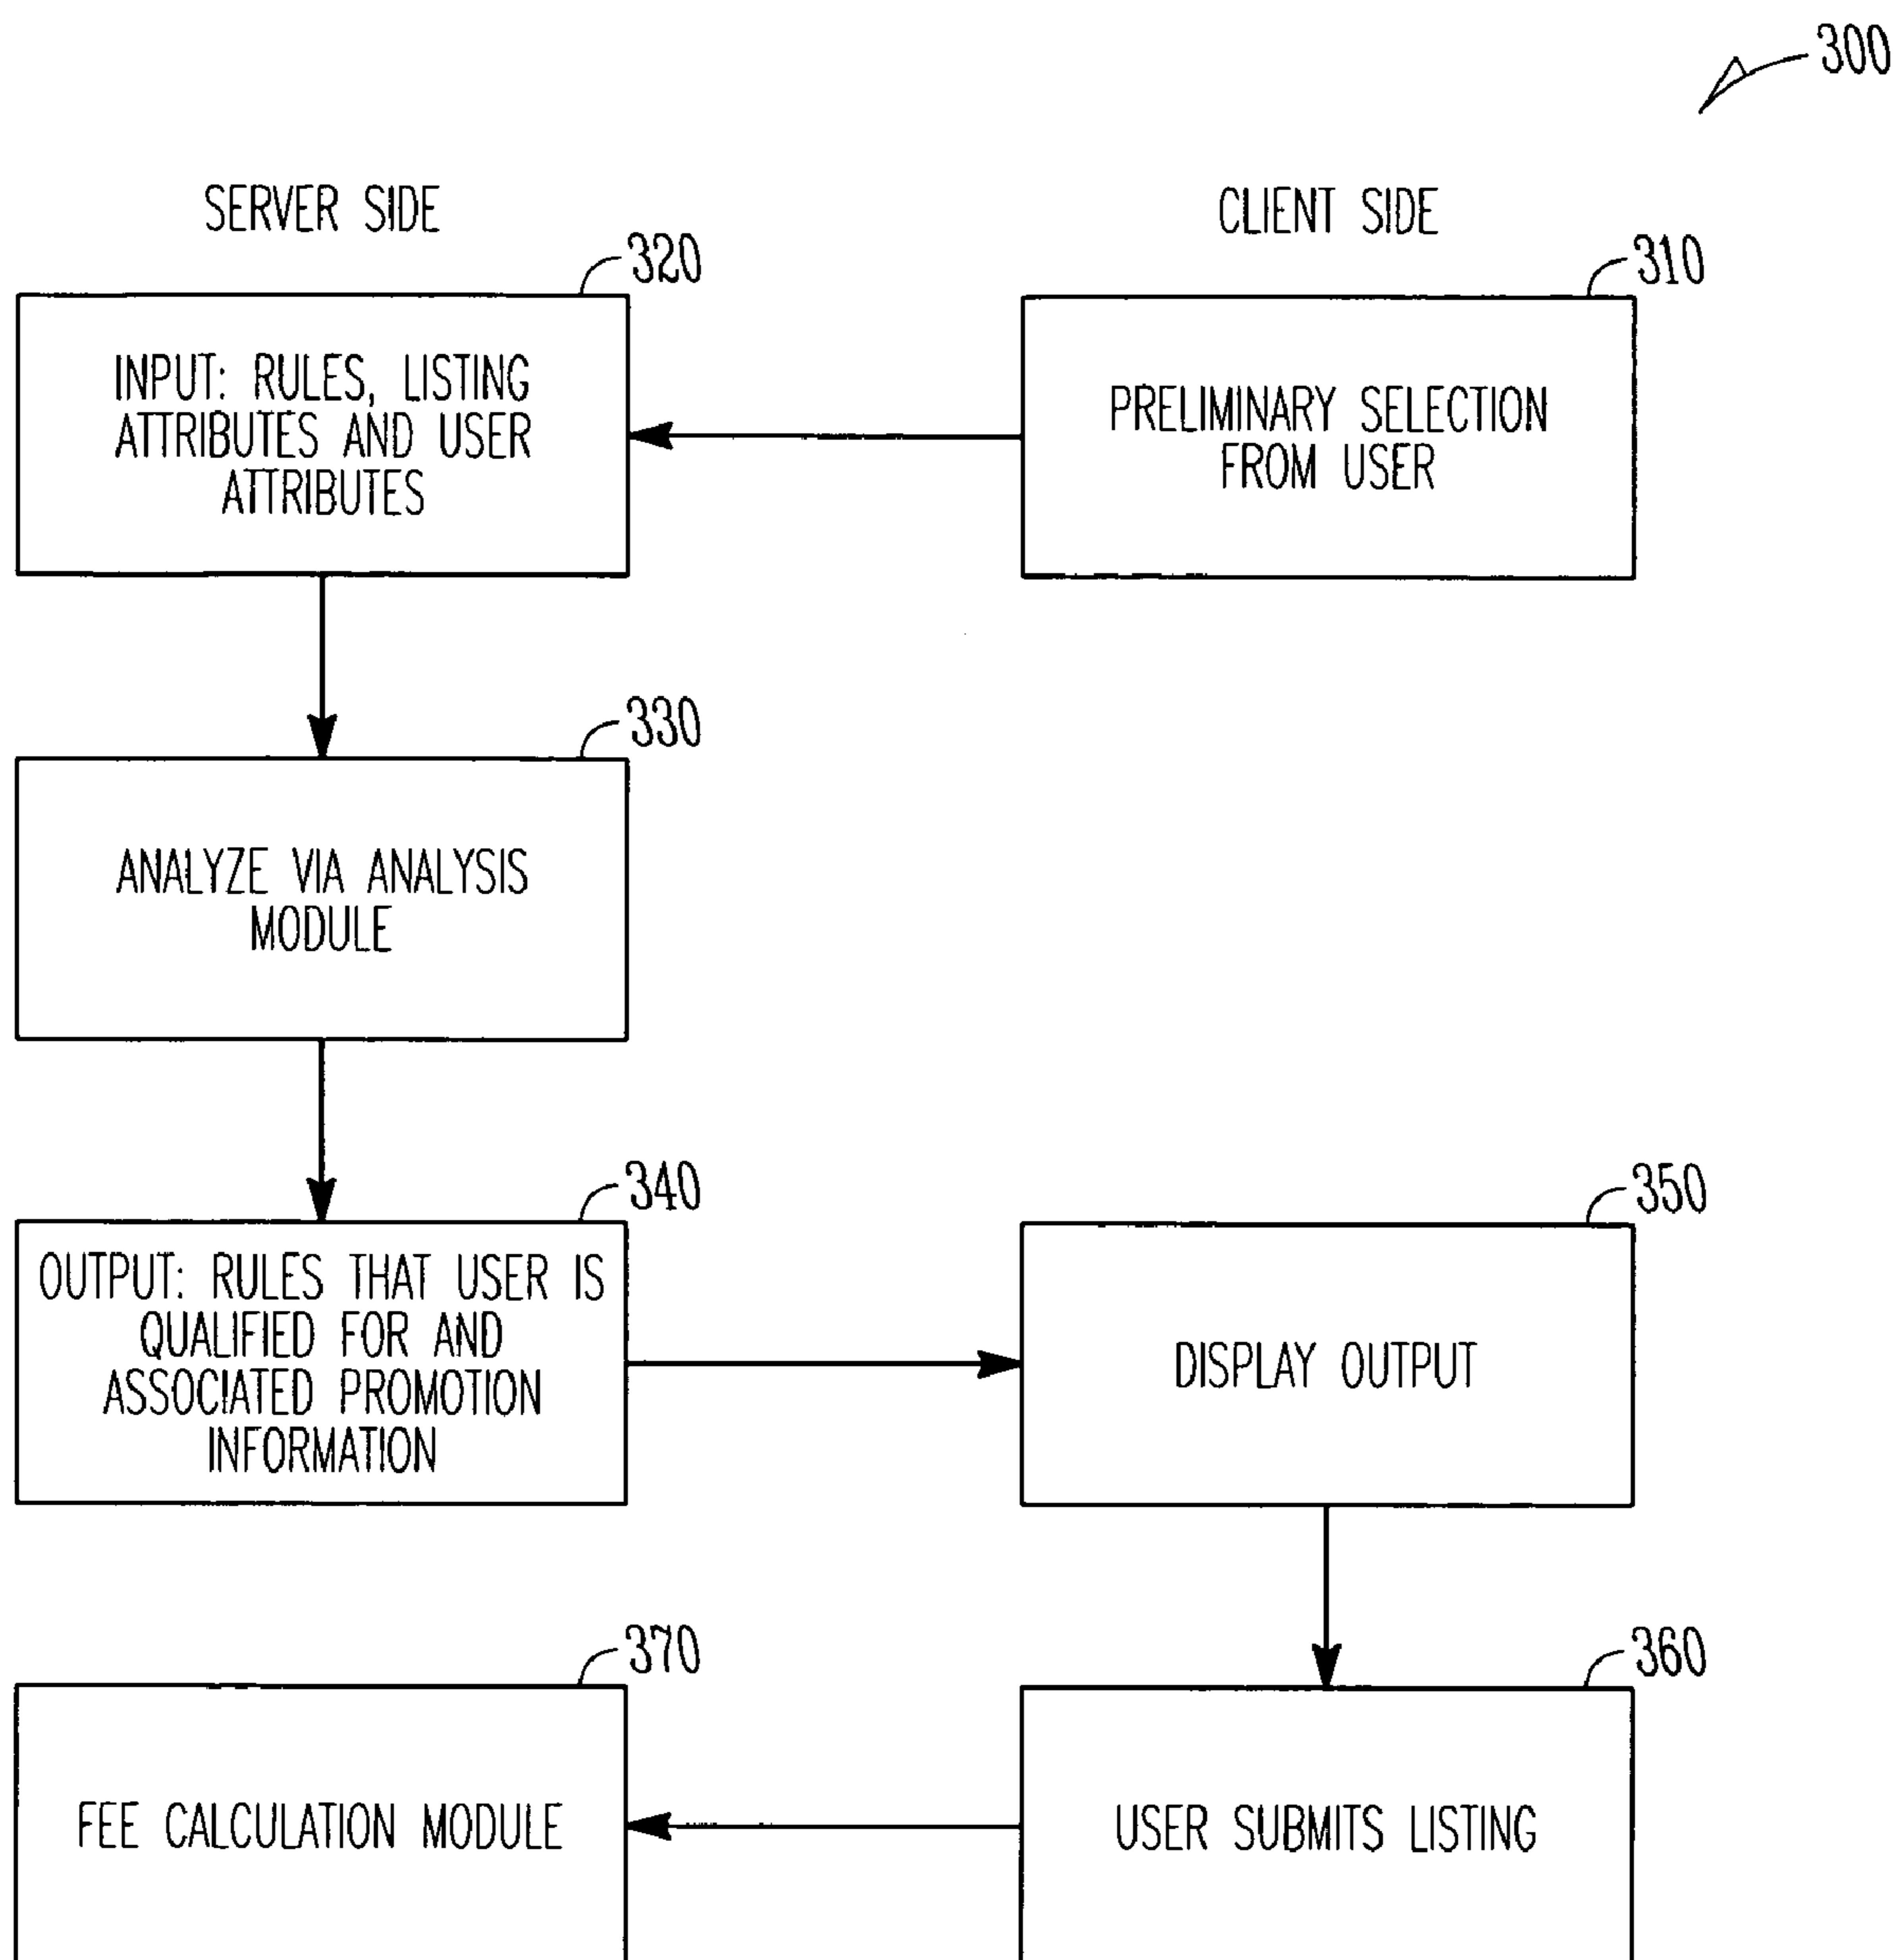 300
SERVER SIDE
CLIENT SIDE
320
310
INPUT: RULES, LISTING
ATTRIBUTES AND USER
ATTRIBUTES
PRELIMINARY SELECTION
FROM USER
330
ANALYZE VIA ANALYSIS
MODULE
340
350
OUTPUT: RULES THAT USER IS
QUALIFIED FOR AND
ASSOCIATED PROMOTION
INFORMATION
DISPLAY OUTPUT
370
360
FEE CALCULATION MODULE
USER SUBMITS LISTING